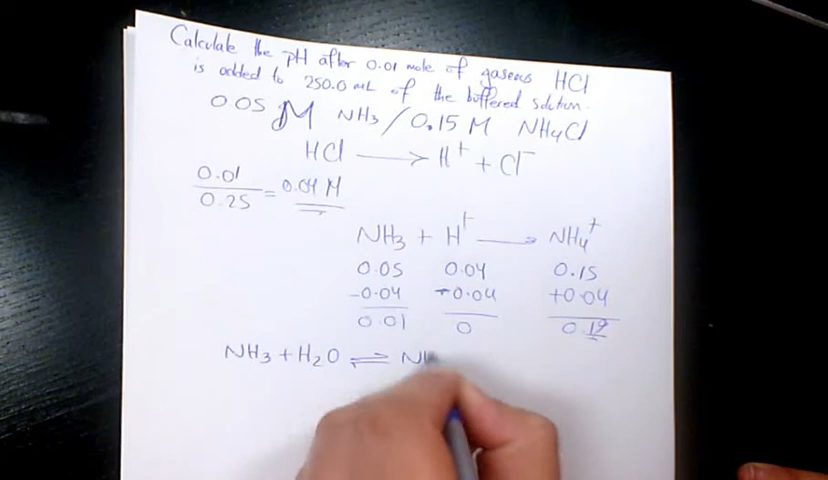 Calculate the pH after 0.01 mole of gaseous HCl
is added to 250.0 mL of the buffered solution.
0.05 M NH3 / 0.15 M NH4Cl
HCl → H+ + Cl-
0.01
0.25
= 0.04 M
NH3 + H+ → NH4+
0.05 0.04 0.15
-0.04 -0.04 +0.04
0.01 0 0.19
NH3 + H2O ⇌ NH